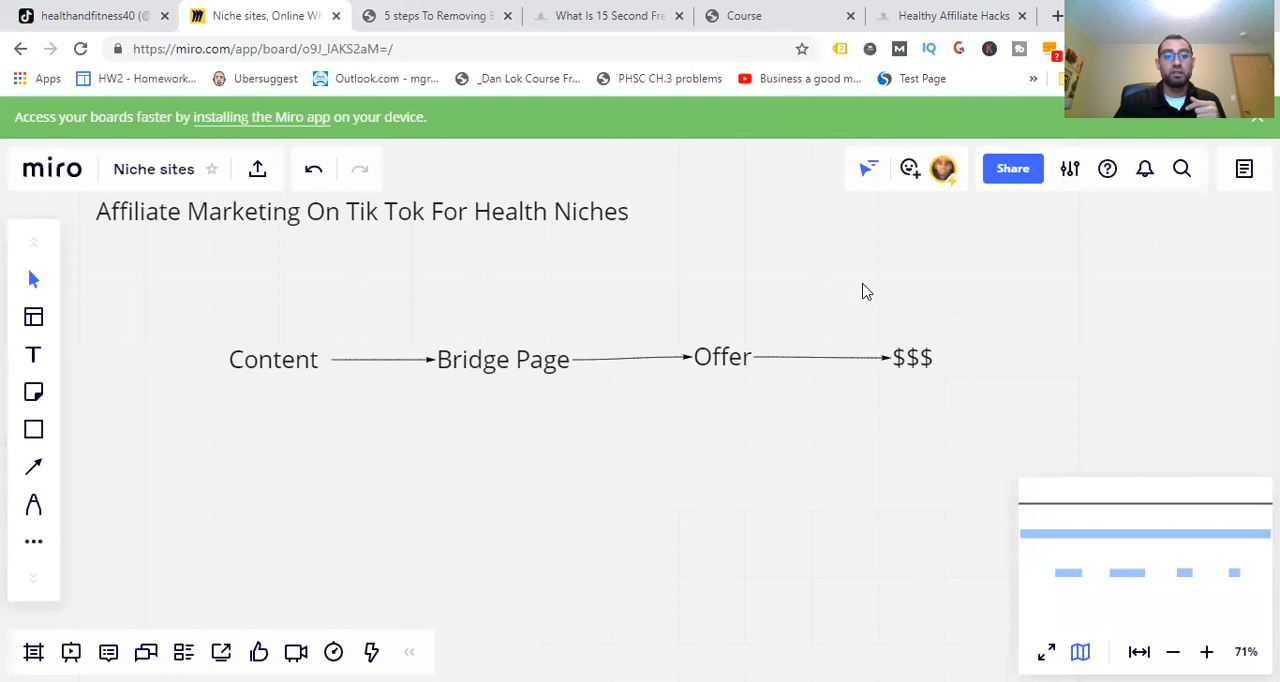 healthandfitness40 (@
Niche sites, Online Wh
5 steps To Removing
What Is 15 Second Fre
Course
Healthy Affiliate Hacks
https://miro.com/app/board/o9J_lAKS2aM=/
Apps
HW2 - Homework...
Ubersuggest
Outlook.com - mgr...
_Dan Lok Course Fr...
PHSC CH.3 problems
Business a good m...
Test Page
Access your boards faster by installing the Miro app on your device.
miro
Niche sites
Share
Affiliate Marketing On Tik Tok For Health Niches
Content
Bridge Page
Offer
$$$
71%